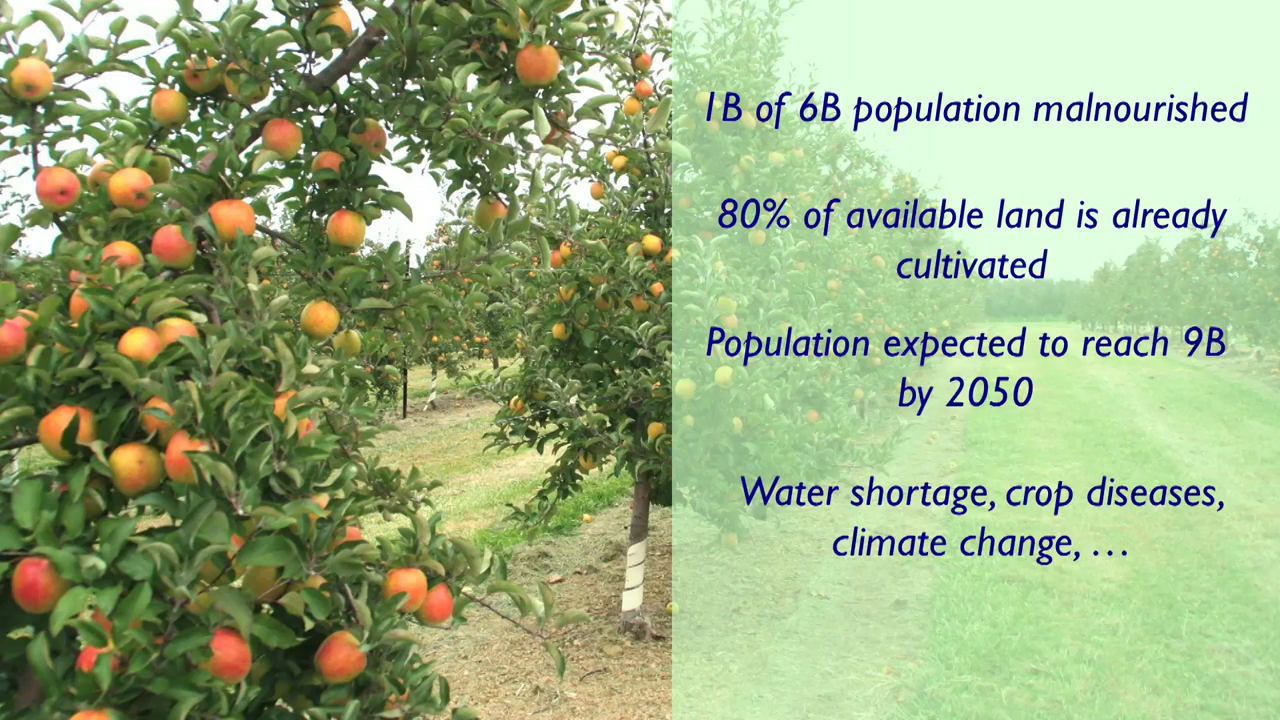 1B of 6B population malnourished
80% of available land is already
cultivated
Population expected to reach 9B
by 2050
Water shortage, crop diseases,
climate change, …